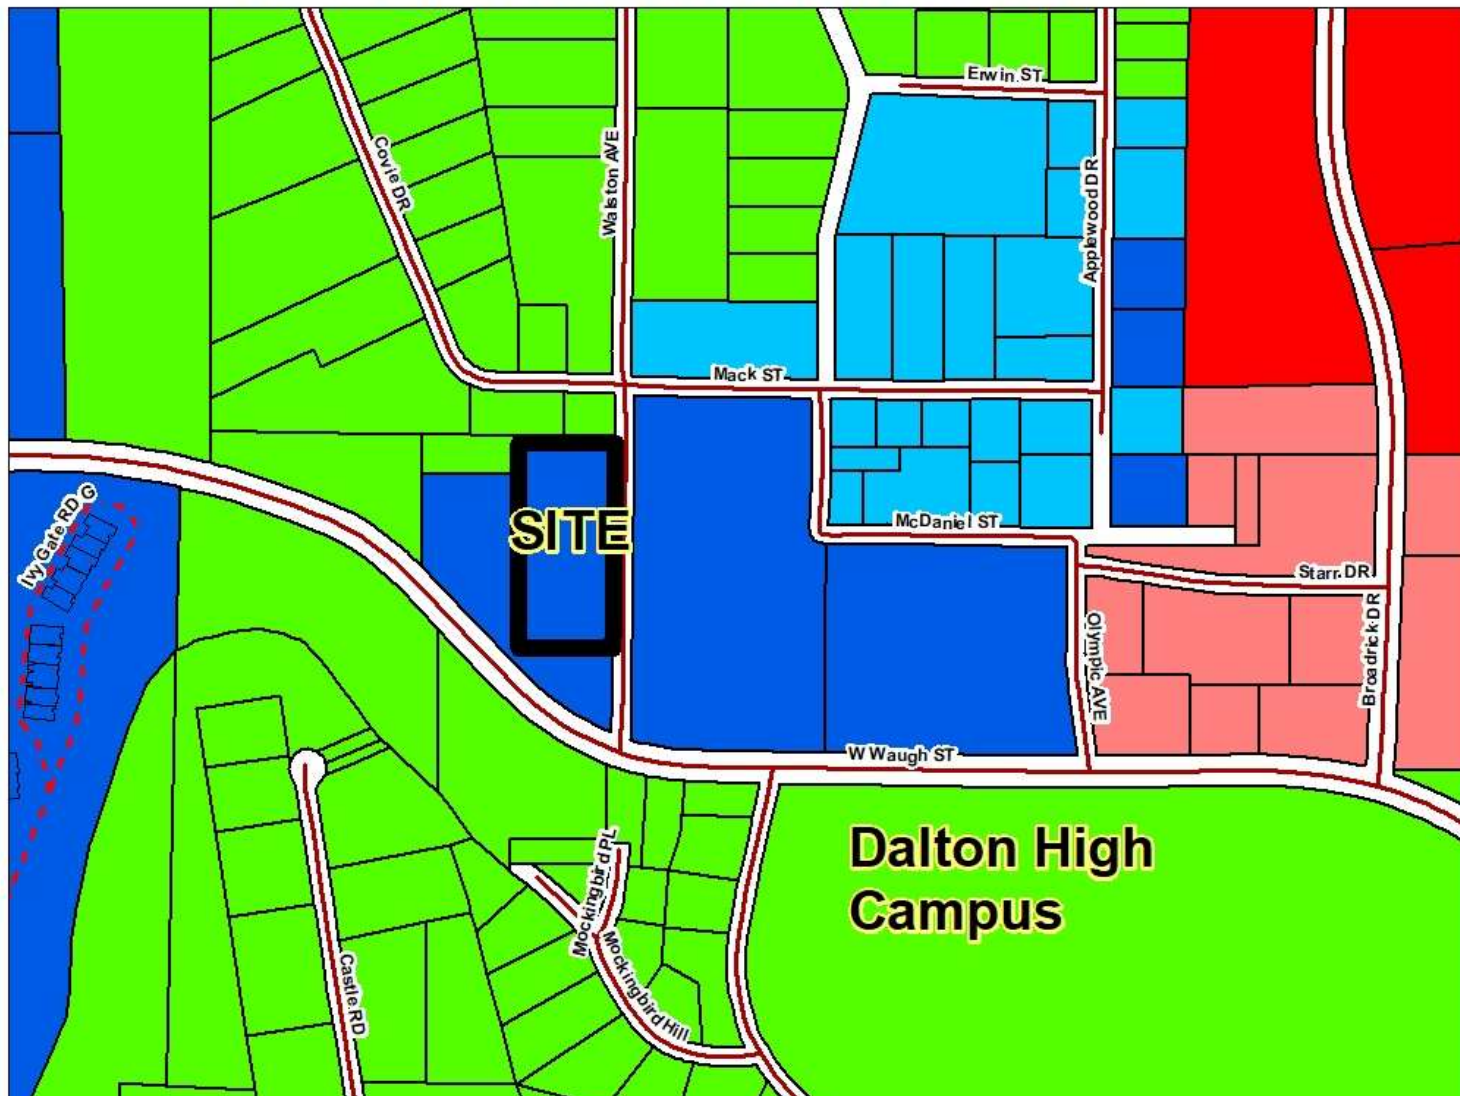 Erwin ST
Covie DR
Walston AVE
Applewood DR
Mack ST
Ivy Gate RD G
SITE
McDaniel ST
Starr DR
Olympic AVE
Broadrick DR
W Waugh ST
Dalton High
Campus
Mockingbird PL
Mockingbird Hill
Castle RD